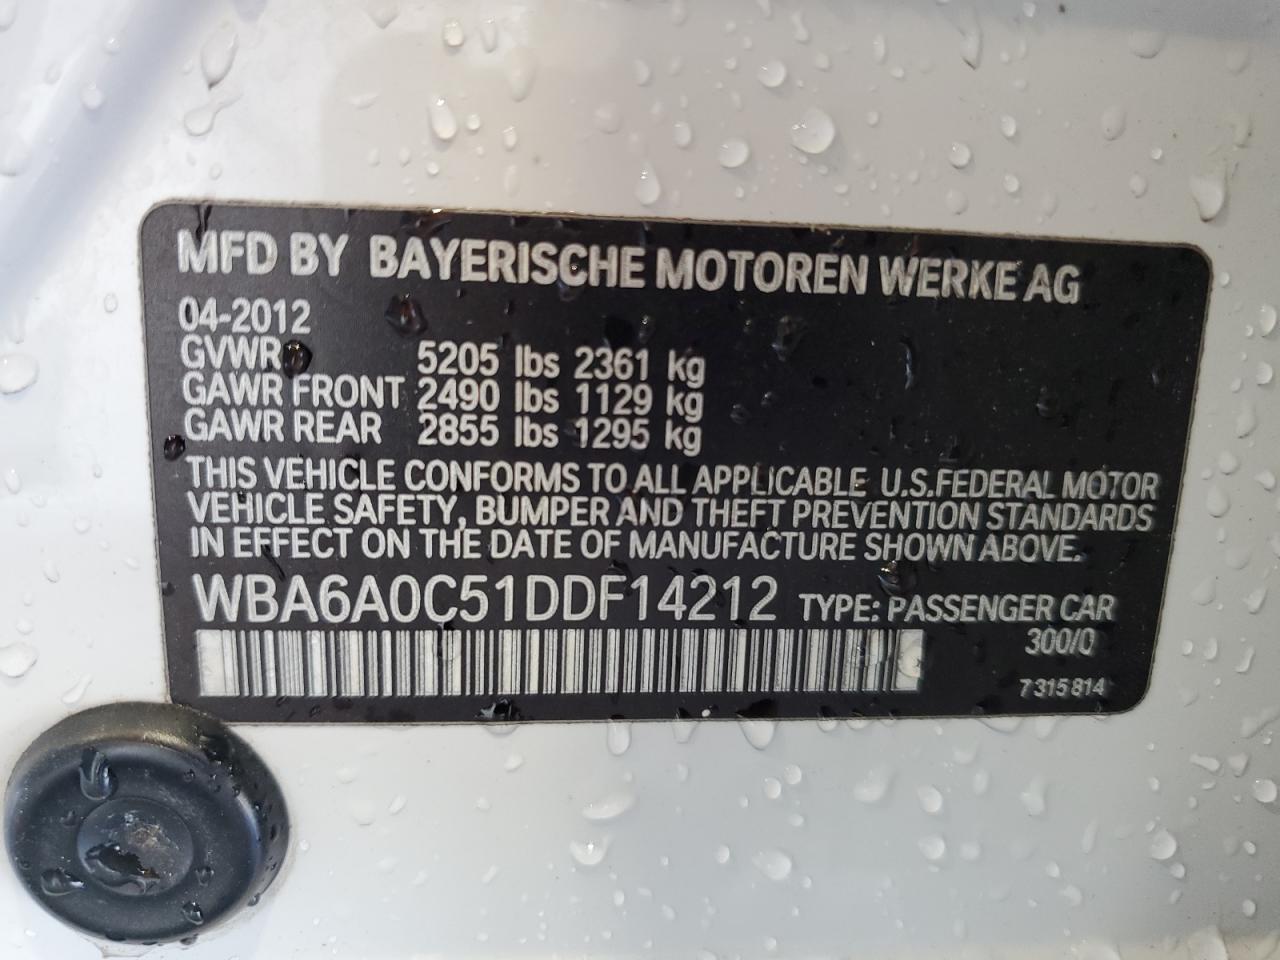 MFD BY BAYERISCHE MOTOREN WERKE AG
04-2012
GVWR 5205 lbs 2361 kg
GAWR FRONT 2490 lbs 1129 kg
GAWR REAR 2855 lbs 1295 kg
THIS VEHICLE CONFORMS TO ALL APPLICABLE U.S.FEDERAL MOTOR
VEHICLE SAFETY, BUMPER AND THEFT PREVENTION STANDARDS
IN EFFECT ON THE DATE OF MANUFACTURE SHOWN ABOVE.
WBA6A0C51DDF14212 TYPE: PASSENGER CAR
300/0
7 315 814